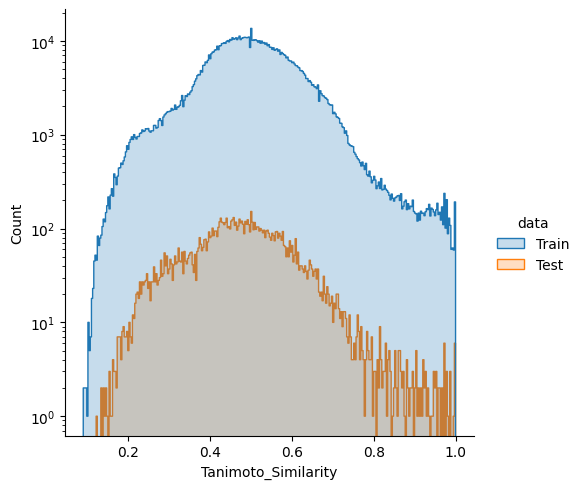 10⁴
10³
10²
10¹
10⁰
Count
0.2 0.4 0.6 0.8 1.0
Tanimoto_Similarity
data
Train
Test